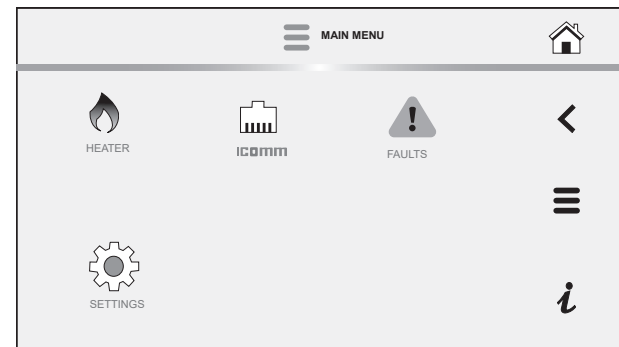 MAIN MENU
HEATER
ICOMM
FAULTS
SETTINGS
i